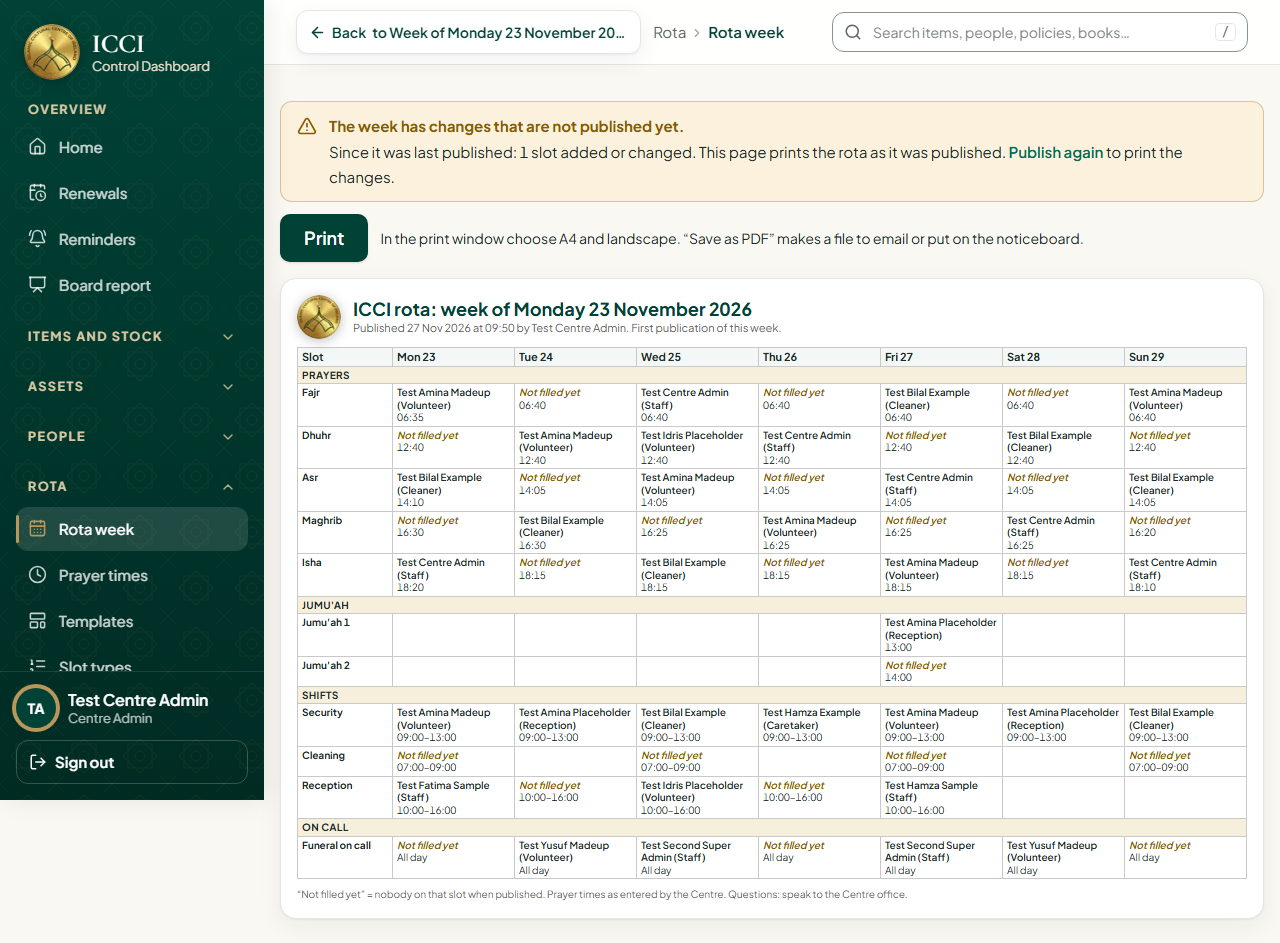 ICCI
Control Dashboard
OVERVIEW
Home
Renewals
Reminders
Board report
ITEMS AND STOCK
ASSETS
PEOPLE
ROTA
Rota week
Prayer times
Templates
Slot types
TA
Test Centre Admin
Centre Admin
Sign out
Back to Week of Monday 23 November 20...
Rota > Rota week
Search items, people, policies, books... /
The week has changes that are not published yet.
Since it was last published: 1 slot added or changed. This page prints the rota as it was published. Publish again to print the
changes.
Print
In the print window choose A4 and landscape. “Save as PDF” makes a file to email or put on the noticeboard.
ICCI rota: week of Monday 23 November 2026
Published 27 Nov 2026 at 09:50 by Test Centre Admin. First publication of this week.
Slot Mon 23 Tue 24 Wed 25 Thu 26 Fri 27 Sat 28 Sun 29
PRAYERS
Fajr Test Amina Madeup Not filled yet Test Centre Admin Not filled yet Test Bilal Example Not filled yet Test Amina Madeup
(Volunteer) 06:40 (Staff) 06:40 (Cleaner) 06:40 (Volunteer)
06:35 06:40 06:40 06:40
Dhuhr Not filled yet Test Amina Madeup Test Idris Placeholder Test Centre Admin Not filled yet Test Bilal Example Not filled yet
12:40 (Volunteer) (Volunteer) (Staff) 12:40 (Cleaner) 12:40
12:40 12:40 12:40 12:40
Asr Test Bilal Example Not filled yet Test Amina Madeup Not filled yet Test Centre Admin Not filled yet Test Bilal Example
(Cleaner) 14:05 (Volunteer) 14:05 (Staff) 14:05 (Cleaner)
14:10 14:05 14:05 14:05
Maghrib Not filled yet Test Bilal Example Not filled yet Test Amina Madeup Not filled yet Test Centre Admin Not filled yet
16:30 (Cleaner) 16:25 (Volunteer) 16:25 (Staff) 16:20
16:30 16:25 16:25
Isha Test Centre Admin Not filled yet Test Bilal Example Not filled yet Test Amina Madeup Not filled yet Test Centre Admin
(Staff) 18:15 (Cleaner) 18:15 (Volunteer) 18:15 (Staff)
18:20 18:15 18:15 18:10
JUMU'AH
Jumu'ah 1 Test Amina Placeholder
(Reception)
13:00
Jumu'ah 2 Not filled yet
14:00
SHIFTS
Security Test Amina Madeup Test Amina Placeholder Test Bilal Example Test Hamza Example Test Amina Madeup Test Amina Placeholder Test Bilal Example
(Volunteer) (Reception) (Cleaner) (Caretaker) (Volunteer) (Reception) (Cleaner)
09:00–13:00 09:00–13:00 09:00–13:00 09:00–13:00 09:00–13:00 09:00–13:00 09:00–13:00
Cleaning Not filled yet Not filled yet Not filled yet Not filled yet
07:00–09:00 07:00–09:00 07:00–09:00 07:00–09:00
Reception Test Fatima Sample Not filled yet Test Idris Placeholder Not filled yet Test Hamza Sample
(Staff) 10:00–16:00 (Volunteer) 10:00–16:00 (Staff)
10:00–16:00 10:00–16:00 10:00–16:00
ON CALL
Funeral on call Not filled yet Test Yusuf Madeup Test Second Super Not filled yet Test Second Super Test Yusuf Madeup Not filled yet
All day (Volunteer) Admin (Staff) All day Admin (Staff) (Volunteer) All day
All day All day All day All day
“Not filled yet” = nobody on that slot when published. Prayer times as entered by the Centre. Questions: speak to the Centre office.